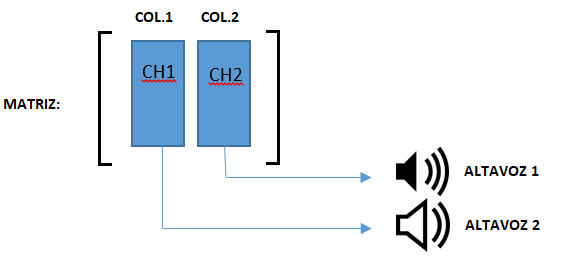 COL.1 COL.2
CH1 CH2
MATRIZ:
ALTAVOZ 1
ALTAVOZ 2